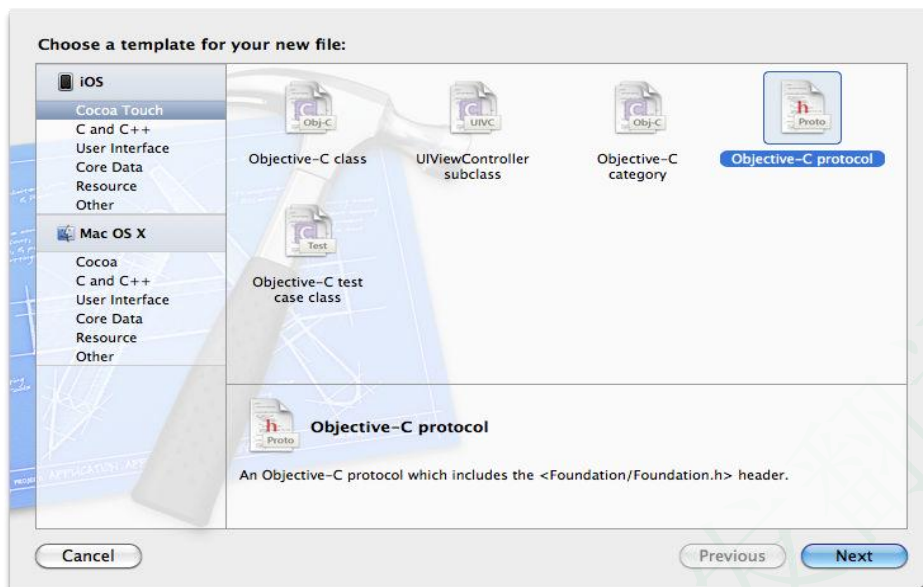 Choose a template for your new file:
iOS
Cocoa Touch
C and C++
User Interface
Core Data
Resource
Other
Mac OS X
Cocoa
C and C++
User Interface
Core Data
Resource
Other
C
Obj-C
Objective-C class
C
UIVC
UIViewController
subclass
C
Obj-C
Objective-C
category
h
Proto
Objective-C protocol
C
Test
Objective-C test
case class
h
Proto
Objective-C protocol
An Objective-C protocol which includes the <Foundation/Foundation.h> header.
Cancel
Previous
Next